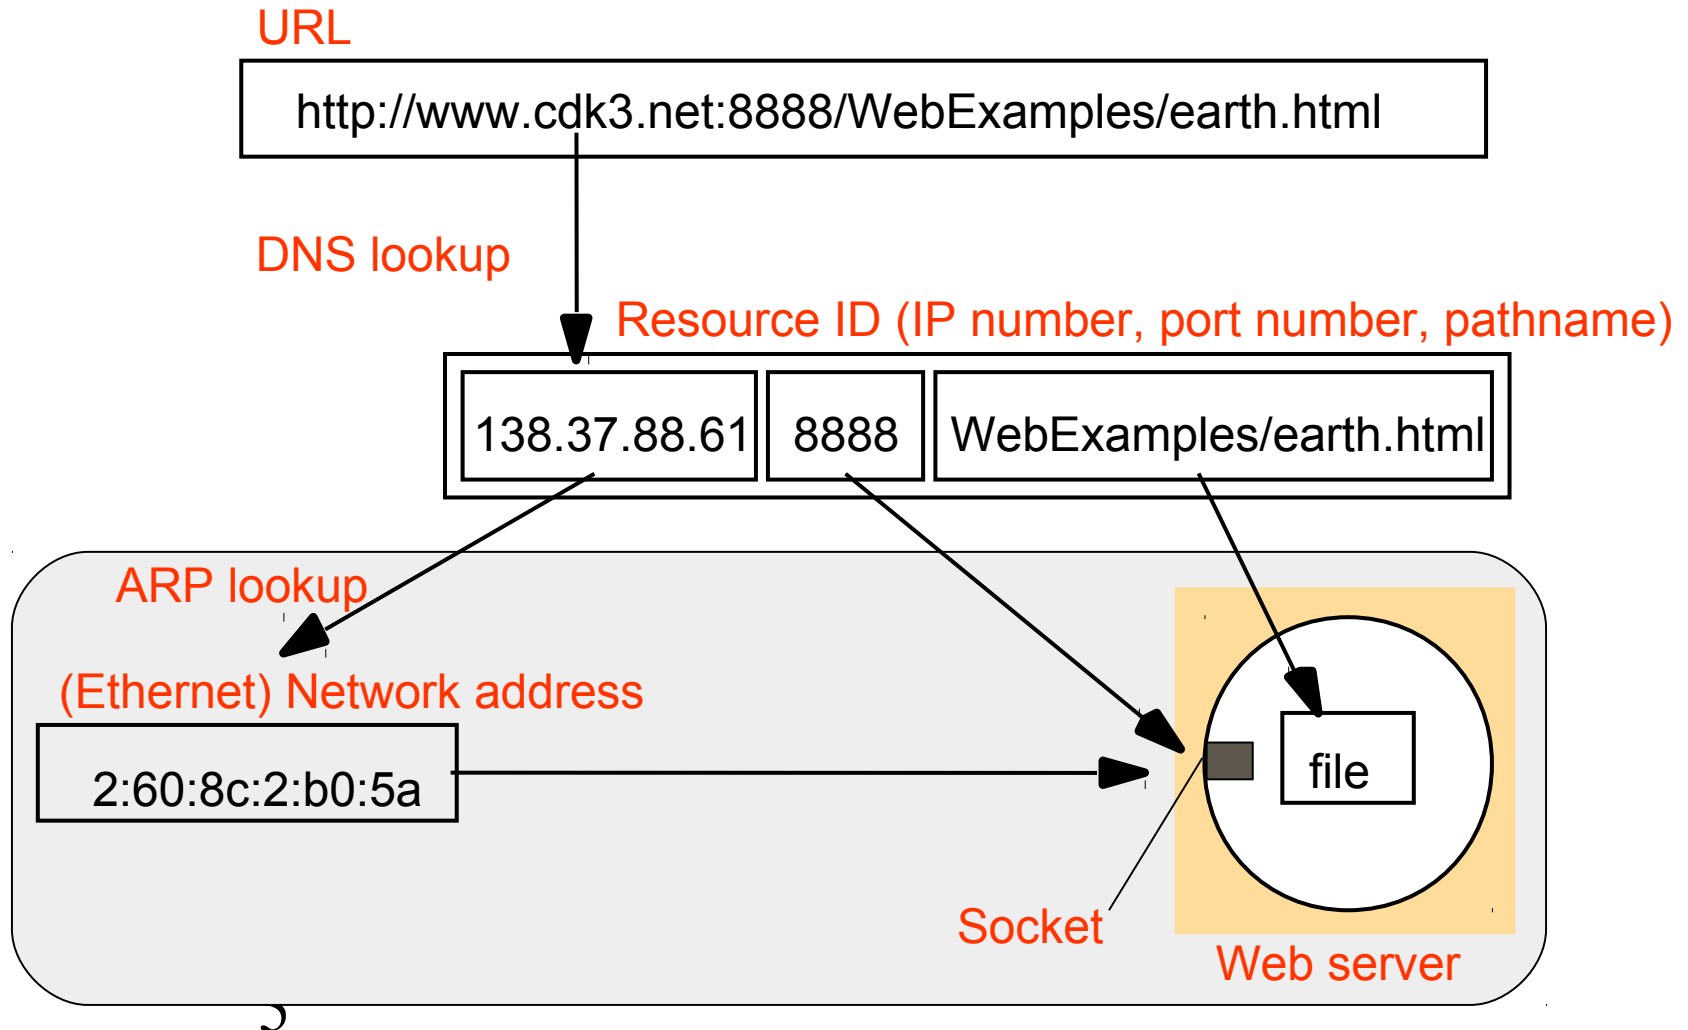 URL
http://www.cdk3.net:8888/WebExamples/earth.html
DNS lookup
Resource ID (IP number, port number, pathname)
138.37.88.61 8888 WebExamples/earth.html
ARP lookup
(Ethernet) Network address
2:60:8c:2:b0:5a
file
Socket
Web server